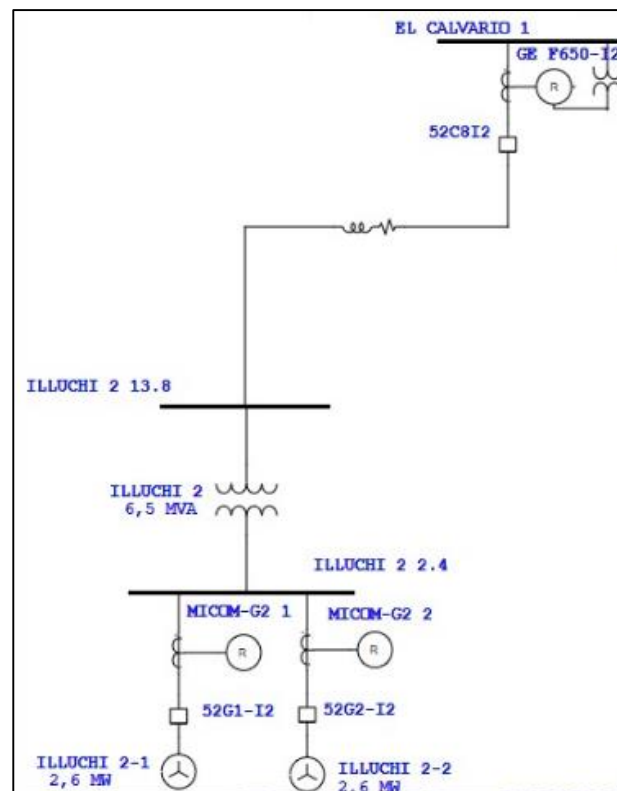 EL CALVARIO 1
GE F650-I2
R
52C8I2
ILLUCHI 2 13.8
ILLUCHI 2
6,5 MVA
ILLUCHI 2 2.4
MICOM-G2 1
MICOM-G2 2
R
R
52G1-I2
52G2-I2
ILLUCHI 2-1
2,6 MW
ILLUCHI 2-2
2,6 MW